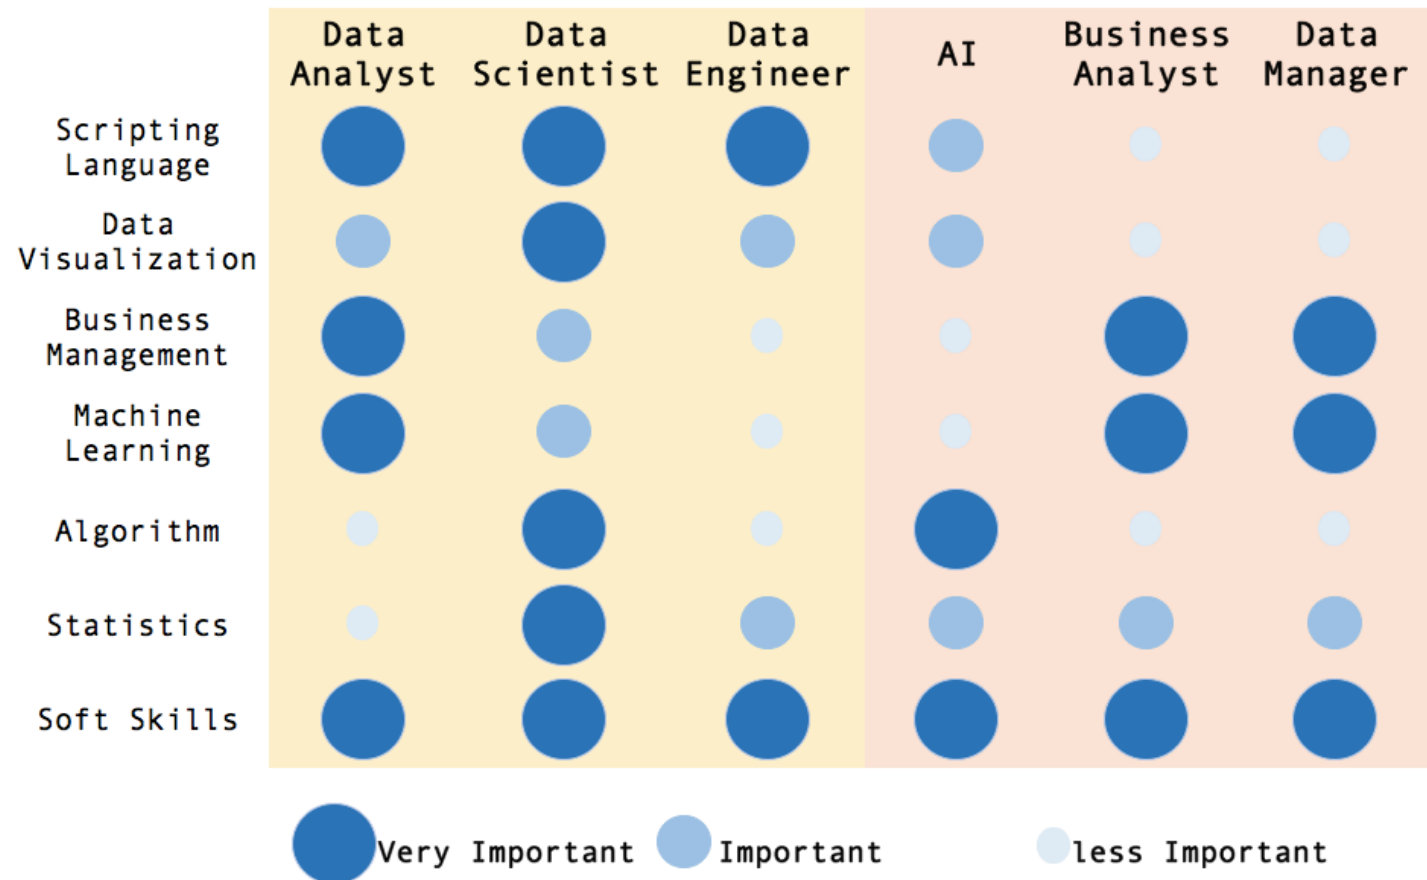 Data Analyst
Data Scientist
Data Engineer
AI
Business Analyst
Data Manager
Scripting
Language
Data
Visualization
Business
Management
Machine
Learning
Algorithm
Statistics
Soft Skills
Very Important
Important
less Important